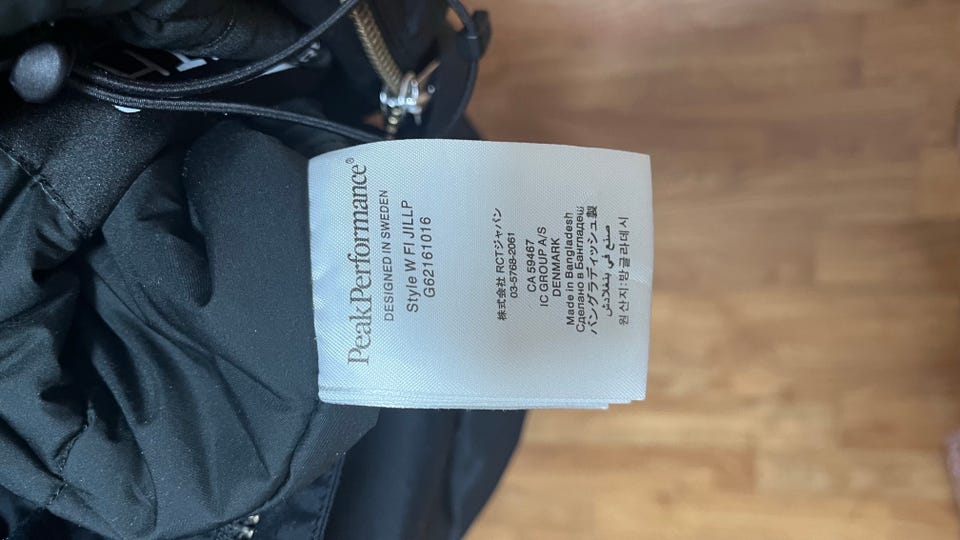 PeakPerformance®
DESIGNED IN SWEDEN
Style W FI JILLP
G62161016
株式会社 RCTジャパン
03-5768-2061
CA 59467
IC GROUP A/S
DENMARK
Made in Bangladesh
Сделано в Бангладеш
バングラディッシュ製
صنع في بنغلادش
원산지:방글라데시